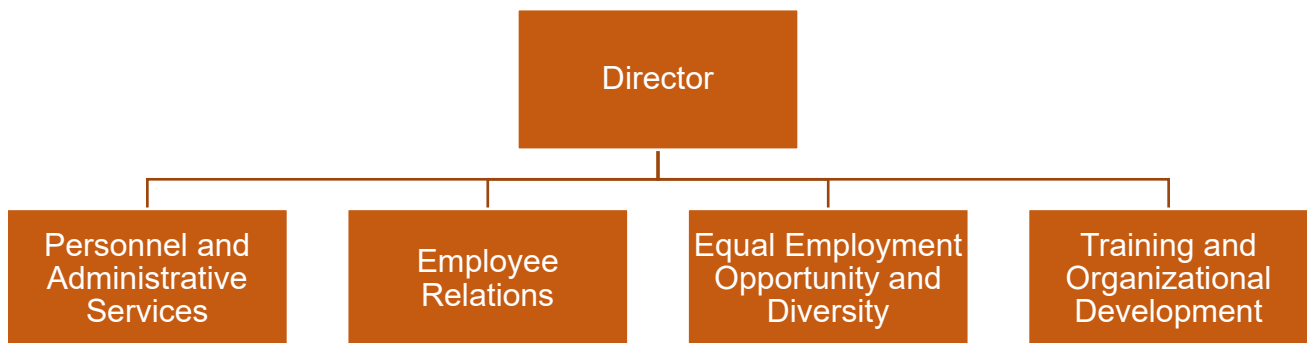 Director
Personnel and
Administrative
Services
Employee
Relations
Equal Employment
Opportunity and
Diversity
Training and
Organizational
Development